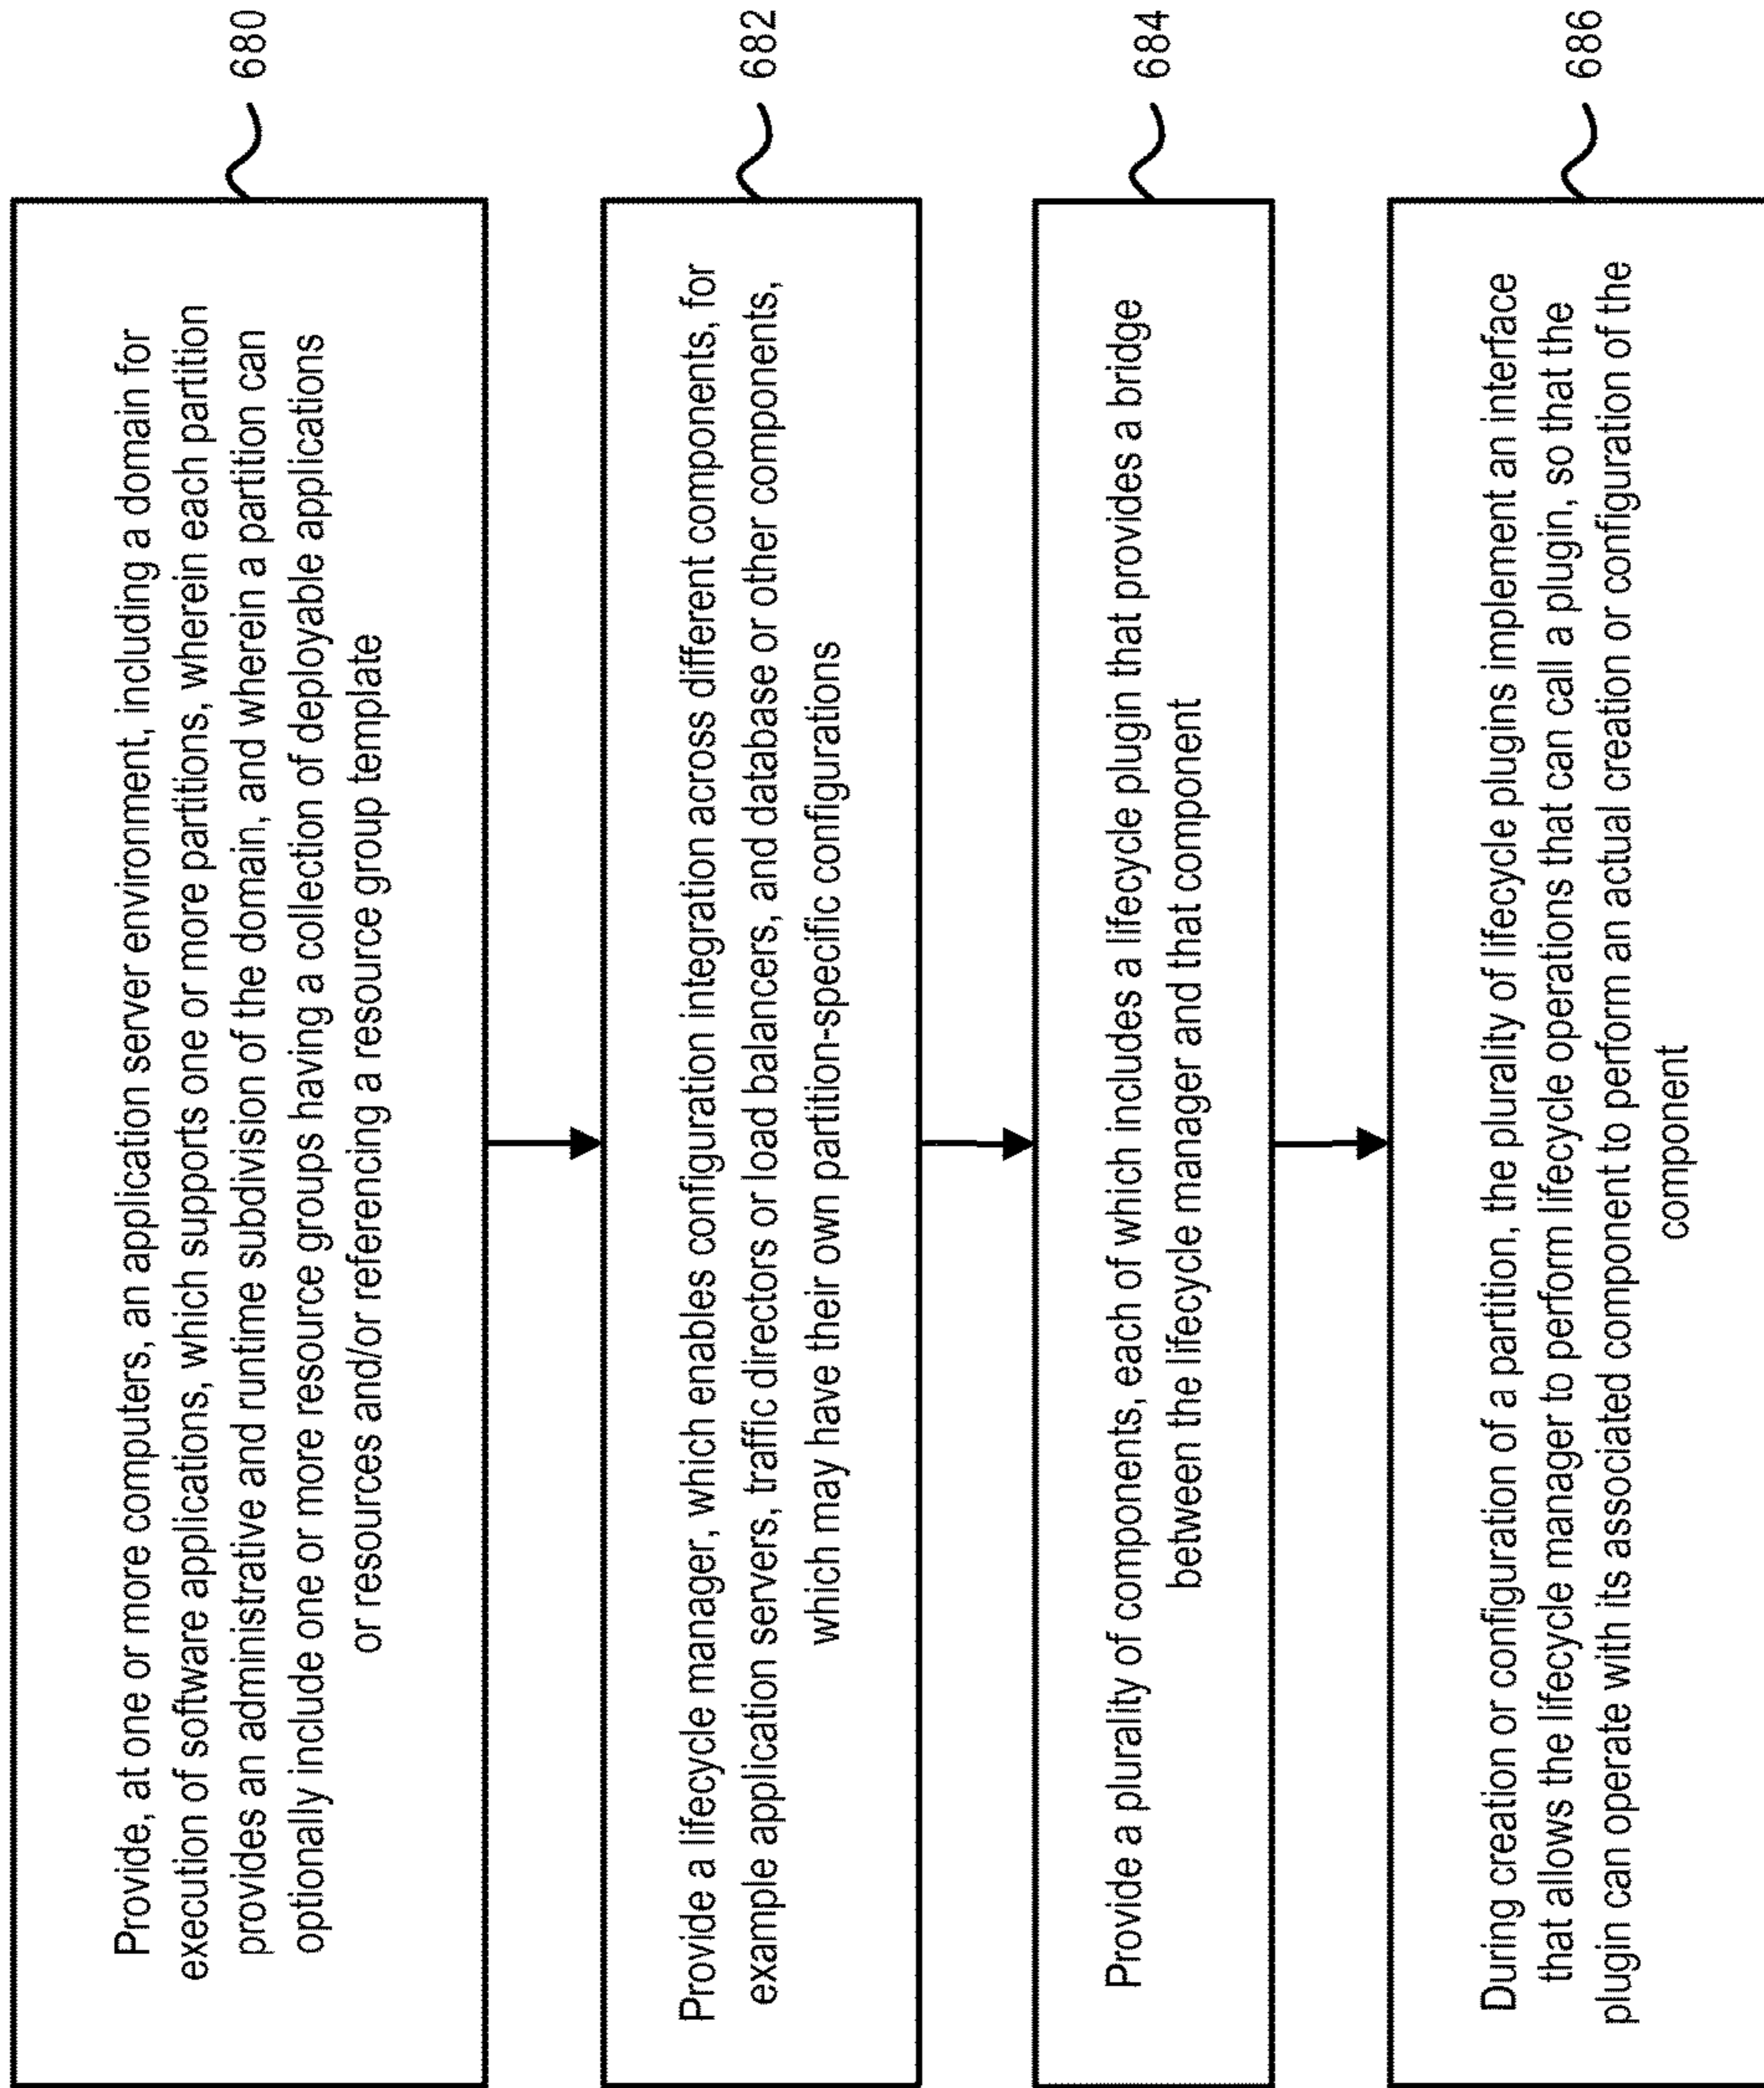 Provide, at one or more computers, an application server environment, including a domain for
execution of software applications, which supports one or more partitions, wherein each partition
provides an administrative and runtime subdivision of the domain, and wherein a partition can
optionally include one or more resource groups having a collection of deployable applications
or resources and/or referencing a resource group template
680
Provide a lifecycle manager, which enables configuration integration across different components, for
example application servers, traffic directors or load balancers, and database or other components,
which may have their own partition-specific configurations
682
Provide a plurality of components, each of which includes a lifecycle plugin that provides a bridge
between the lifecycle manager and that component
684
During creation or configuration of a partition, the plurality of lifecycle plugins implement an interface
that allows the lifecycle manager to perform lifecycle operations that can call a plugin, so that the
plugin can operate with its associated component to perform an actual creation or configuration of the
component
686